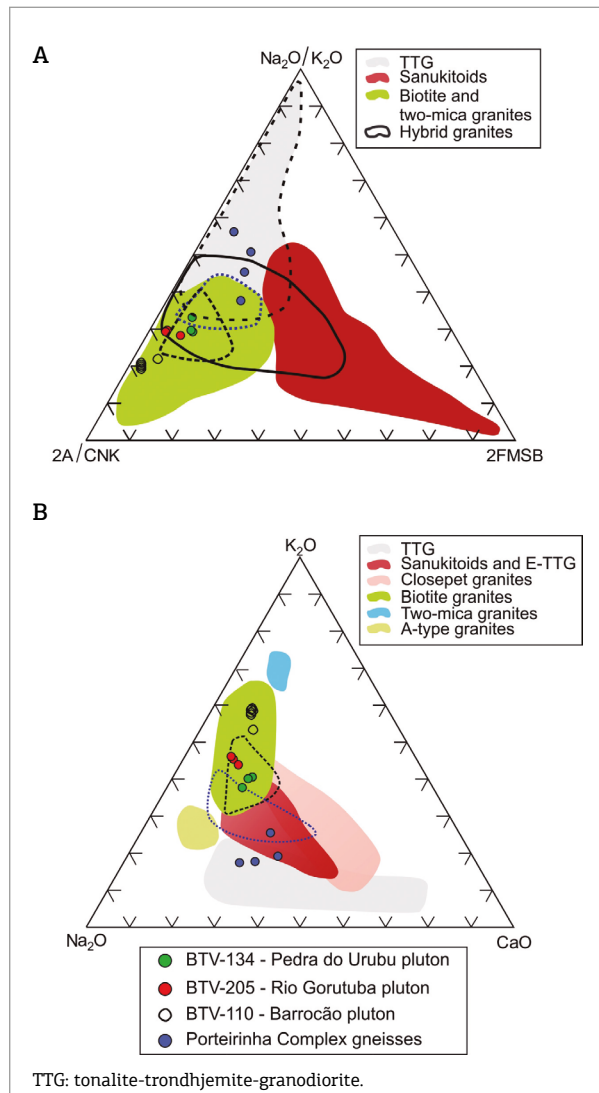 A
Na₂O/K₂O
TTG
Sanukitoids
Biotite and
two-mica granites
Hybrid granites
2A/CNK
2FMSB
B
K₂O
TTG
Sanukitoids and E-TTG
Closepet granites
Biotite granites
Two-mica granites
A-type granites
Na₂O
CaO
BTV-134 - Pedra do Urubu pluton
BTV-205 - Rio Gorutuba pluton
BTV-110 - Barrocão pluton
Porteirinha Complex gneisses
TTG: tonalite-trondhjemite-granodiorite.